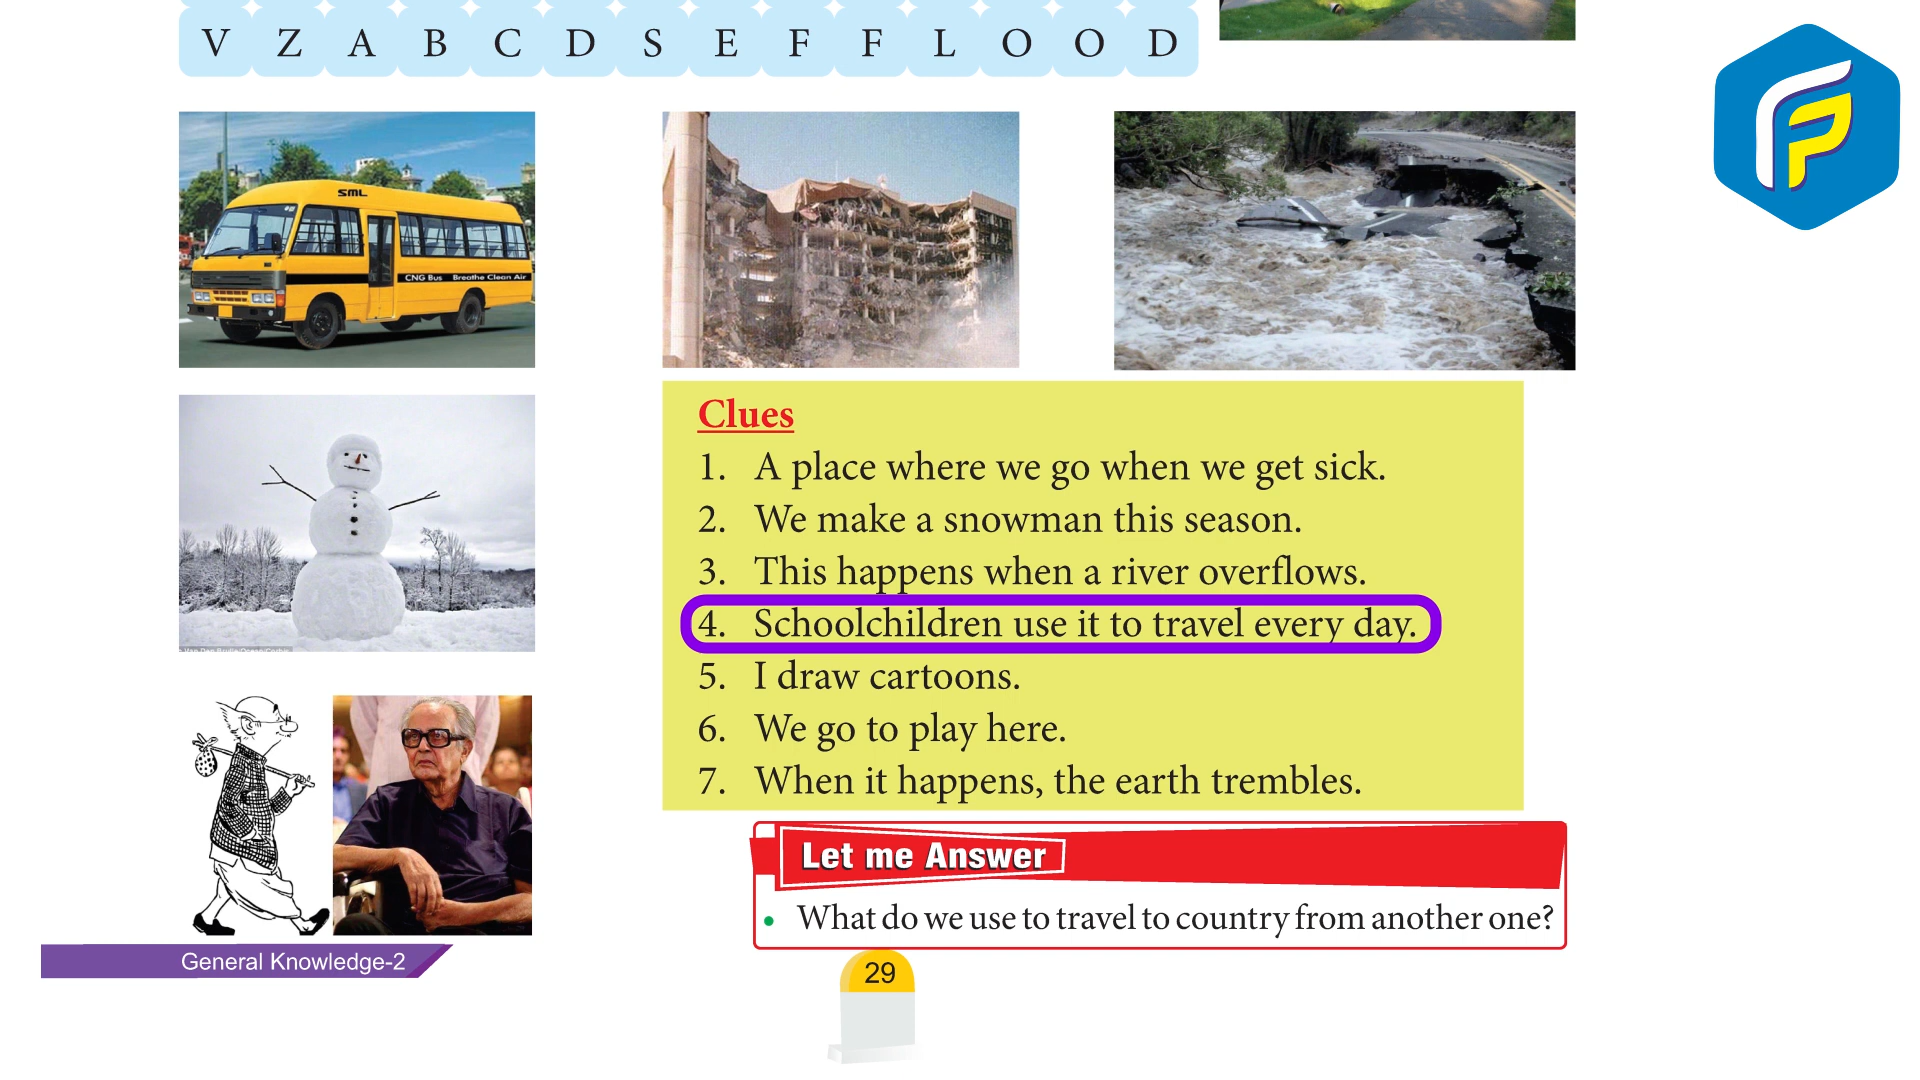 V Z A B C D S E F F L O O D
SML
CNG Bus Breathe Clean Air
Clues
1. A place where we go when we get sick.
2. We make a snowman this season.
3. This happens when a river overflows.
4. Schoolchildren use it to travel every day.
5. I draw cartoons.
6. We go to play here.
7. When it happens, the earth trembles.
Let me Answer
• What do we use to travel to country from another one?
General Knowledge-2
29